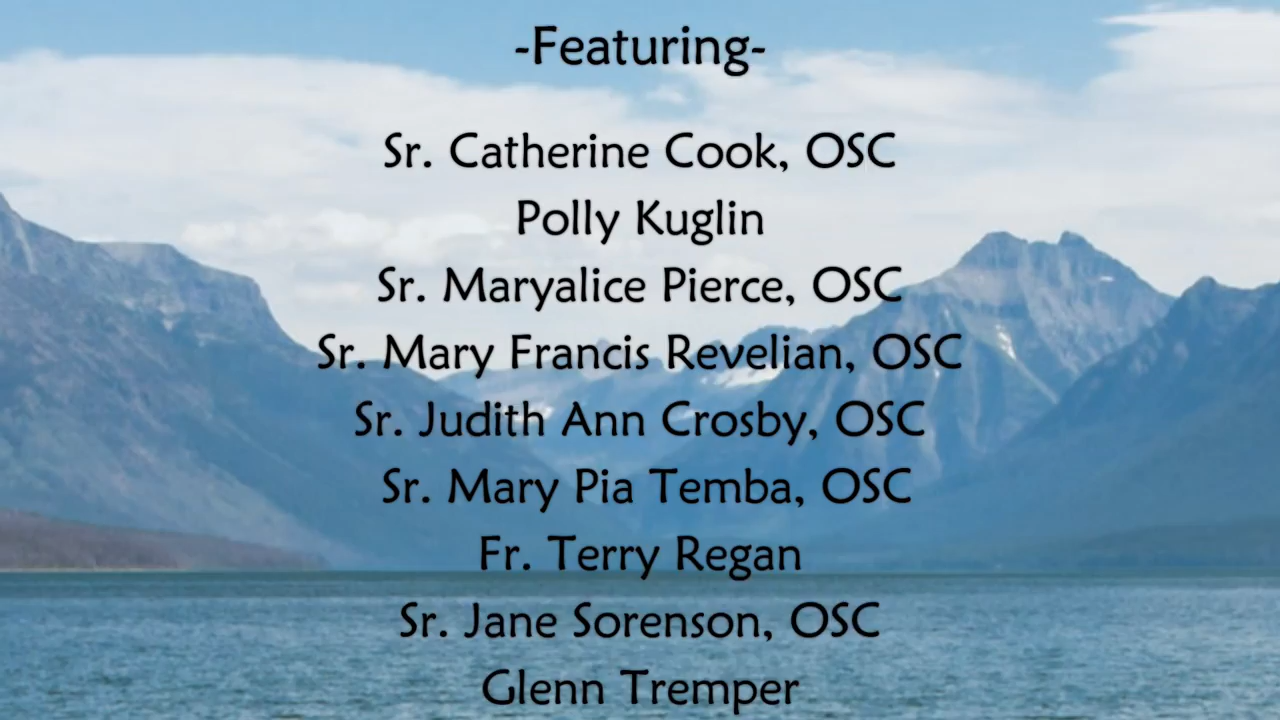 -Featuring-
Sr. Catherine Cook, OSC
Polly Kuglin
Sr. Maryalice Pierce, OSC
Sr. Mary Francis Revelian, OSC
Sr. Judith Ann Crosby, OSC
Sr. Mary Pia Temba, OSC
Fr. Terry Regan
Sr. Jane Sorenson, OSC
Glenn Tremper